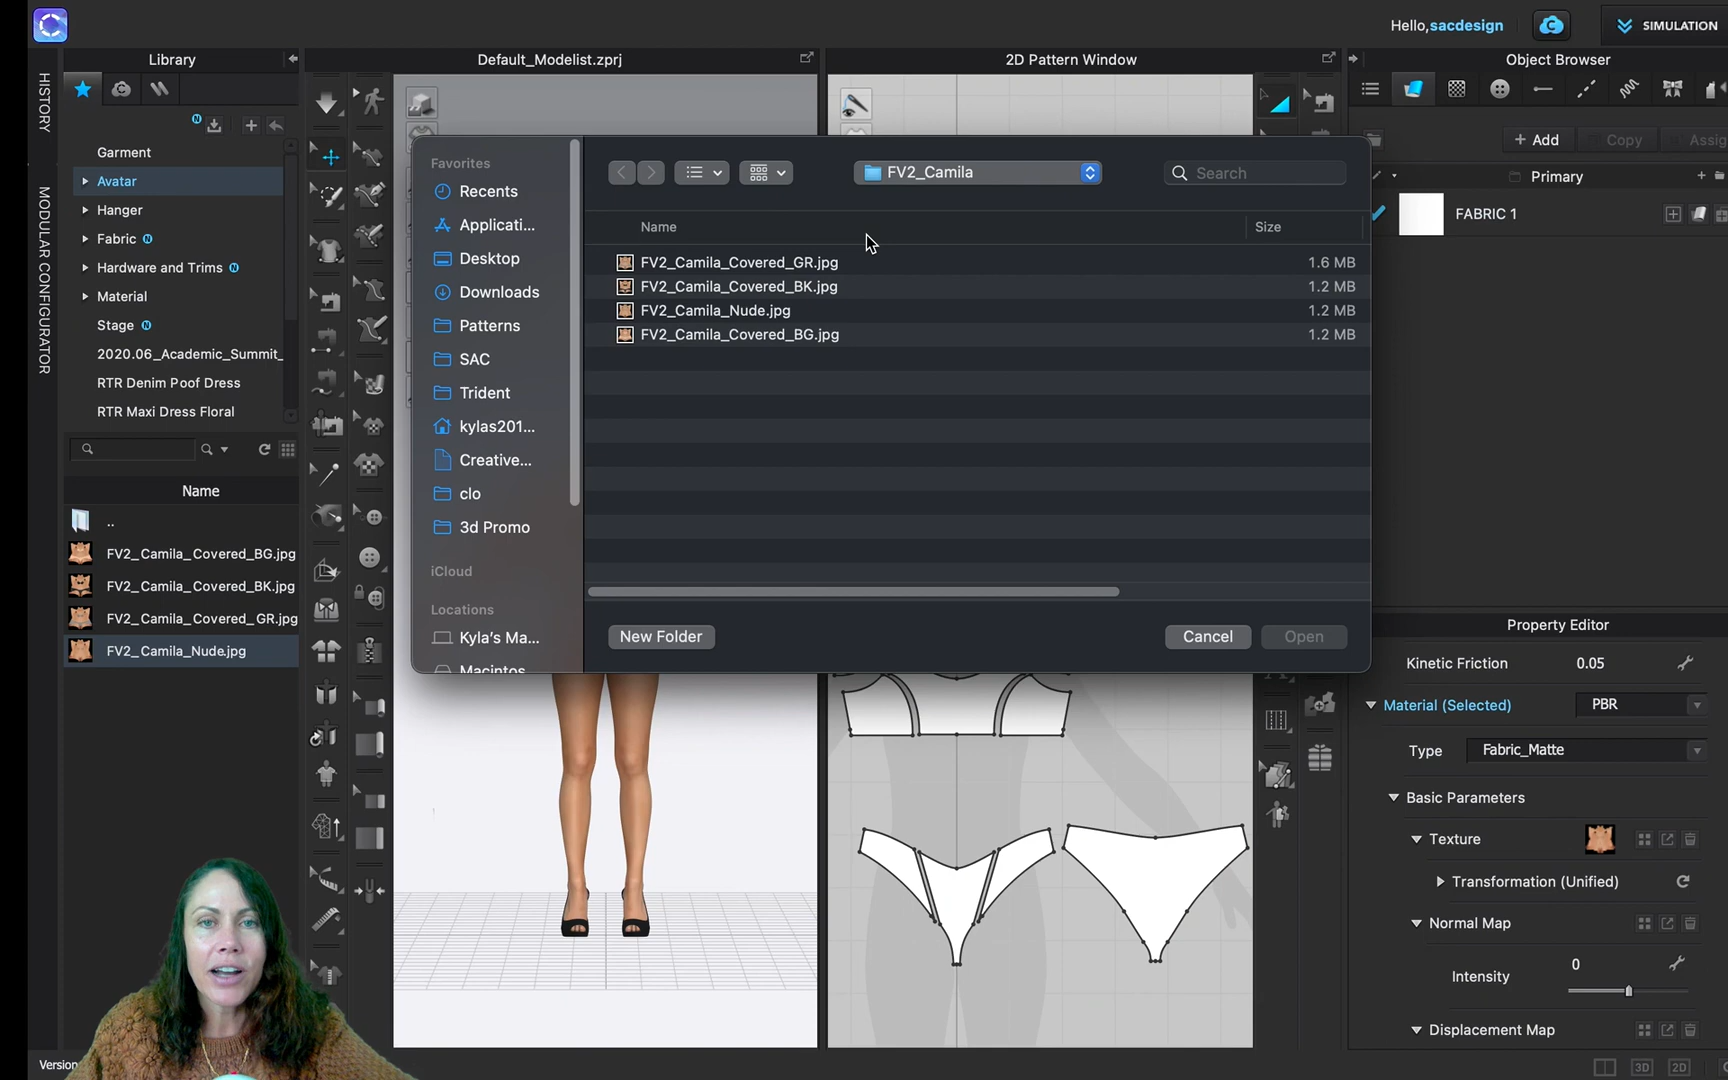 Hello,sacdesign
SIMULATION
Library
Default_Modelist.zprj
2D Pattern Window
Object Browser
HISTORY
MODULAR CONFIGURATOR
Garment
Avatar
Hanger
Fabric
Hardware and Trims
Material
Stage
2020.06_Academic_Summit_
RTR Denim Poof Dress
RTR Maxi Dress Floral
Name
..
FV2_Camila_Covered_BG.jpg
FV2_Camila_Covered_BK.jpg
FV2_Camila_Covered_GR.jpg
FV2_Camila_Nude.jpg
Version
Favorites
Recents
Applicati...
Desktop
Downloads
Patterns
SAC
Trident
kylas201...
Creative...
clo
3d Promo
iCloud
Locations
Kyla's Ma...
Macintos
FV2_Camila
Search
Name
Size
FV2_Camila_Covered_GR.jpg
1.6 MB
FV2_Camila_Covered_BK.jpg
1.2 MB
FV2_Camila_Nude.jpg
1.2 MB
FV2_Camila_Covered_BG.jpg
1.2 MB
New Folder
Cancel
Open
+ Add
Copy
Assig
Primary
FABRIC 1
Property Editor
Kinetic Friction
0.05
Material (Selected)
PBR
Type
Fabric_Matte
Basic Parameters
Texture
Transformation (Unified)
Normal Map
Intensity
0
Displacement Map
3D
2D